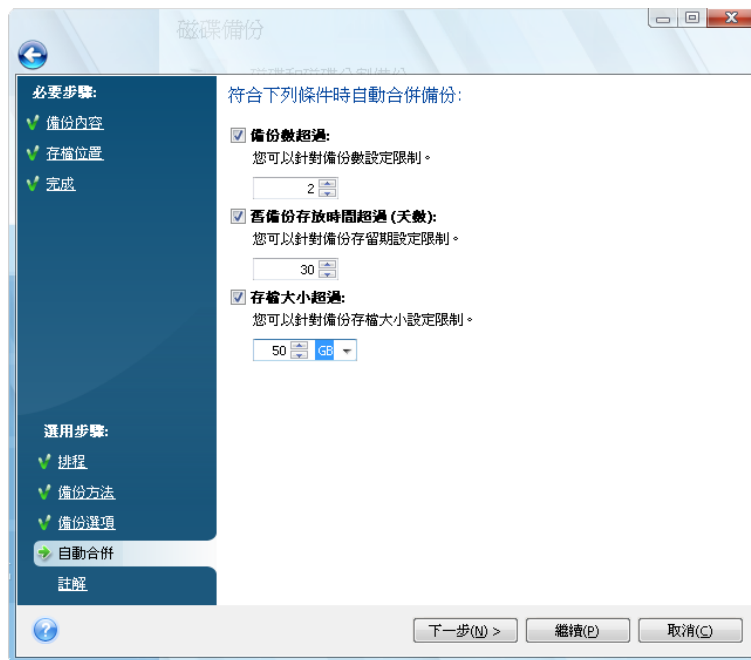 磁碟備份
必要步驟:
備份內容
存檔位置
完成
符合下列條件時自動合併備份:
備份數超過:
您可以針對備份數設定限制。
2
舊備份存放時間超過 (天數):
您可以針對備份存留期設定限制。
30
存檔大小超過:
您可以針對備份存檔大小設定限制。
50 GB
選用步驟:
排程
備份方法
備份選項
自動合併
註解
下一步(N) >
繼續(P)
取消(C)